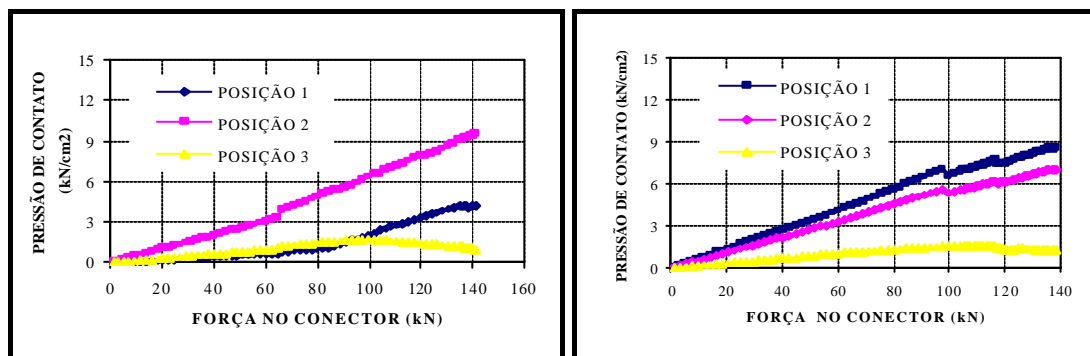 PRESSÃO DE CONTATO
(kN/cm2)
15
12
9
6
3
0
POSIÇÃO 1
POSIÇÃO 2
POSIÇÃO 3
0 20 40 60 80 100 120 140 160
FORÇA NO CONECTOR (kN)
PRESSÃO DE CONTATO (kN/cm2)
15
12
9
6
3
0
POSIÇÃO 1
POSIÇÃO 2
POSIÇÃO 3
0 20 40 60 80 100 120 140
FORÇA NO CONECTOR (kN)